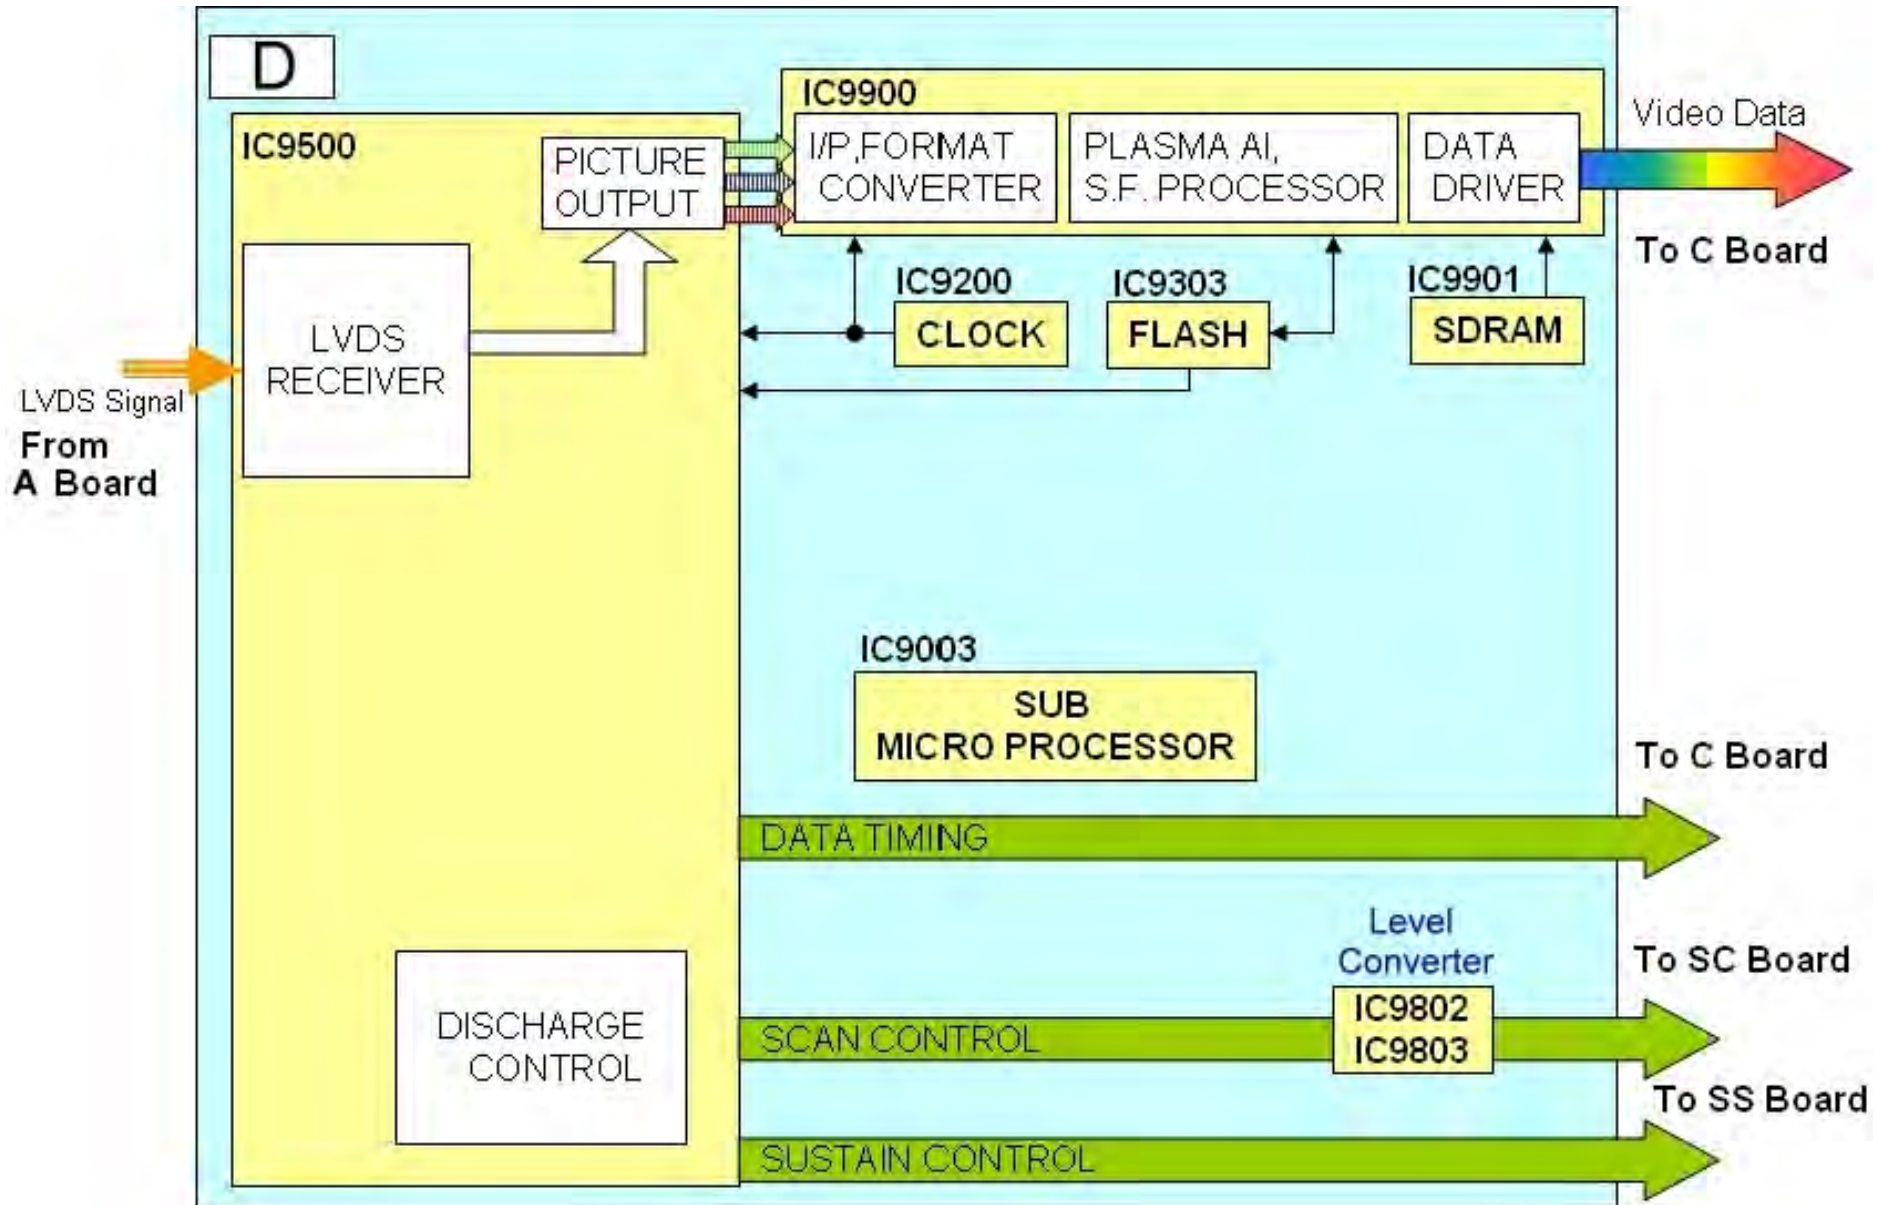 D
IC9500
PICTURE
OUTPUT
LVDS
RECEIVER
LVDS Signal
From
A Board
IC9900
I/P,FORMAT
CONVERTER
PLASMA AI,
S.F. PROCESSOR
DATA
DRIVER
Video Data
To C Board
IC9200
CLOCK
IC9303
FLASH
IC9901
SDRAM
IC9003
SUB
MICRO PROCESSOR
To C Board
DATA TIMING
Level
Converter
To SC Board
DISCHARGE
CONTROL
SCAN CONTROL
IC9802
IC9803
To SS Board
SUSTAIN CONTROL